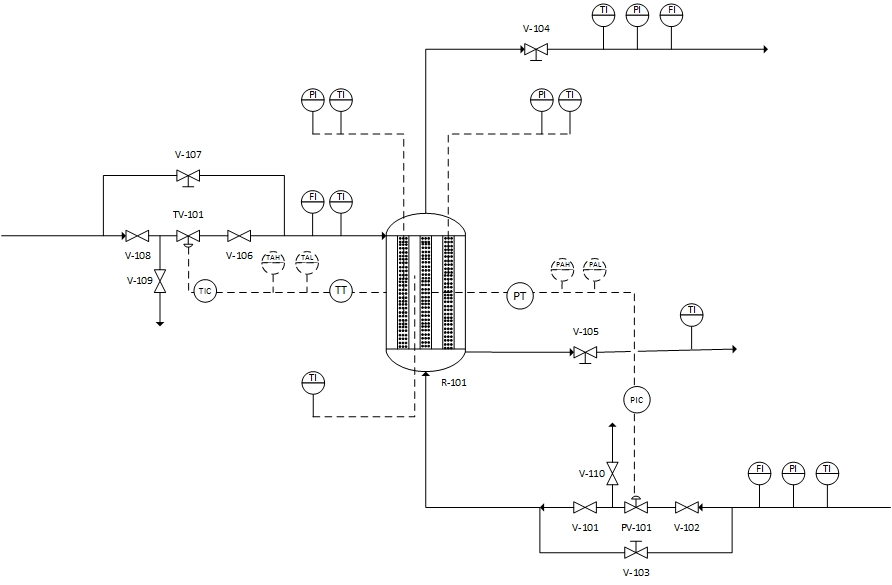 TI PI FI
V-104
PI TI
PI TI
V-107
FI TI
TV-101
V-108
V-106
TAH TAL
PAH PAL
V-109
TIC
TT
PT
TI
V-105
TI
R-101
PIC
V-110
FI PI TI
V-101
PV-101
V-102
V-103